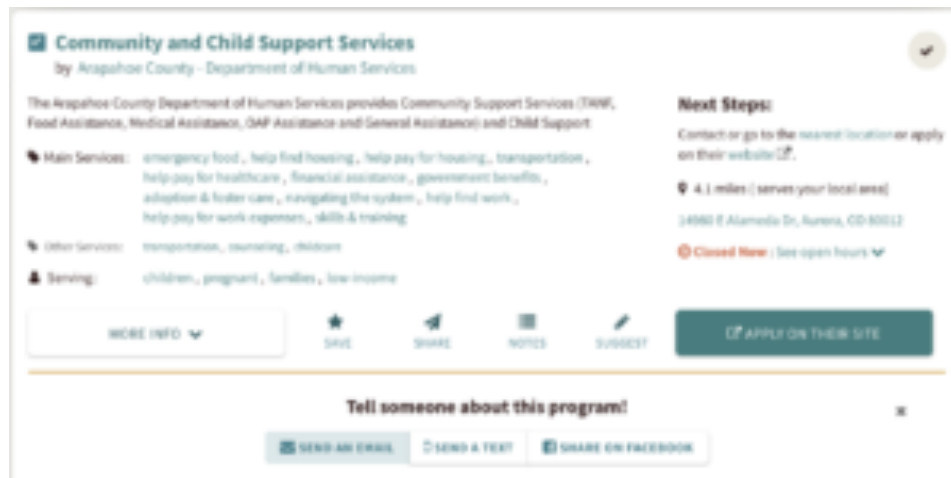 Community and Child Support Services
by Arapahoe County - Department of Human Services
The Arapahoe County Department of Human Services provides Community Support Services (TANF,
Food Assistance, Medical Assistance, OAP Assistance and General Assistance) and Child Support
Main Services: emergency food , help find housing , help pay for housing , transportation ,
help pay for healthcare , financial assistance , government benefits ,
adoption & foster care , navigating the system , help find work ,
help pay for work expenses , skills & training
Other Services: transportation , counseling , childcare
Serving: children , pregnant , families , low-income
Next Steps:
Contact or go to the nearest location or apply
on their website.
4.1 miles ( serves your local area)
14980 E Alameda Dr, Aurora, CO 80012
Closed Now : See open hours
MORE INFO
SAVE
SHARE
NOTES
SUGGEST
APPLY ON THEIR SITE
Tell someone about this program!
x
SEND AN EMAIL
SEND A TEXT
SHARE ON FACEBOOK